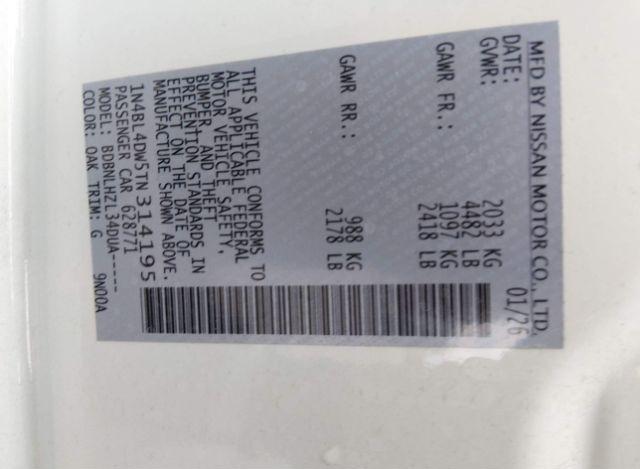 MFD BY NISSAN MOTOR CO., LTD.
DATE: 01/26
GVWR: 2033 KG
4482 LB
GAWR FR.: 1097 KG
2418 LB
GAWR RR.: 988 KG
2178 LB
THIS VEHICLE CONFORMS TO
ALL APPLICABLE FEDERAL
MOTOR VEHICLE SAFETY,
BUMPER, AND THEFT
PREVENTION STANDARDS IN
EFFECT ON THE DATE OF
MANUFACTURE SHOWN ABOVE.
1N4BL4DW5TN314195
PASSENGER CAR 628771
MODEL: BDBNLHZL34DUA-----
COLOR: QAK TRIM: G 9N00A